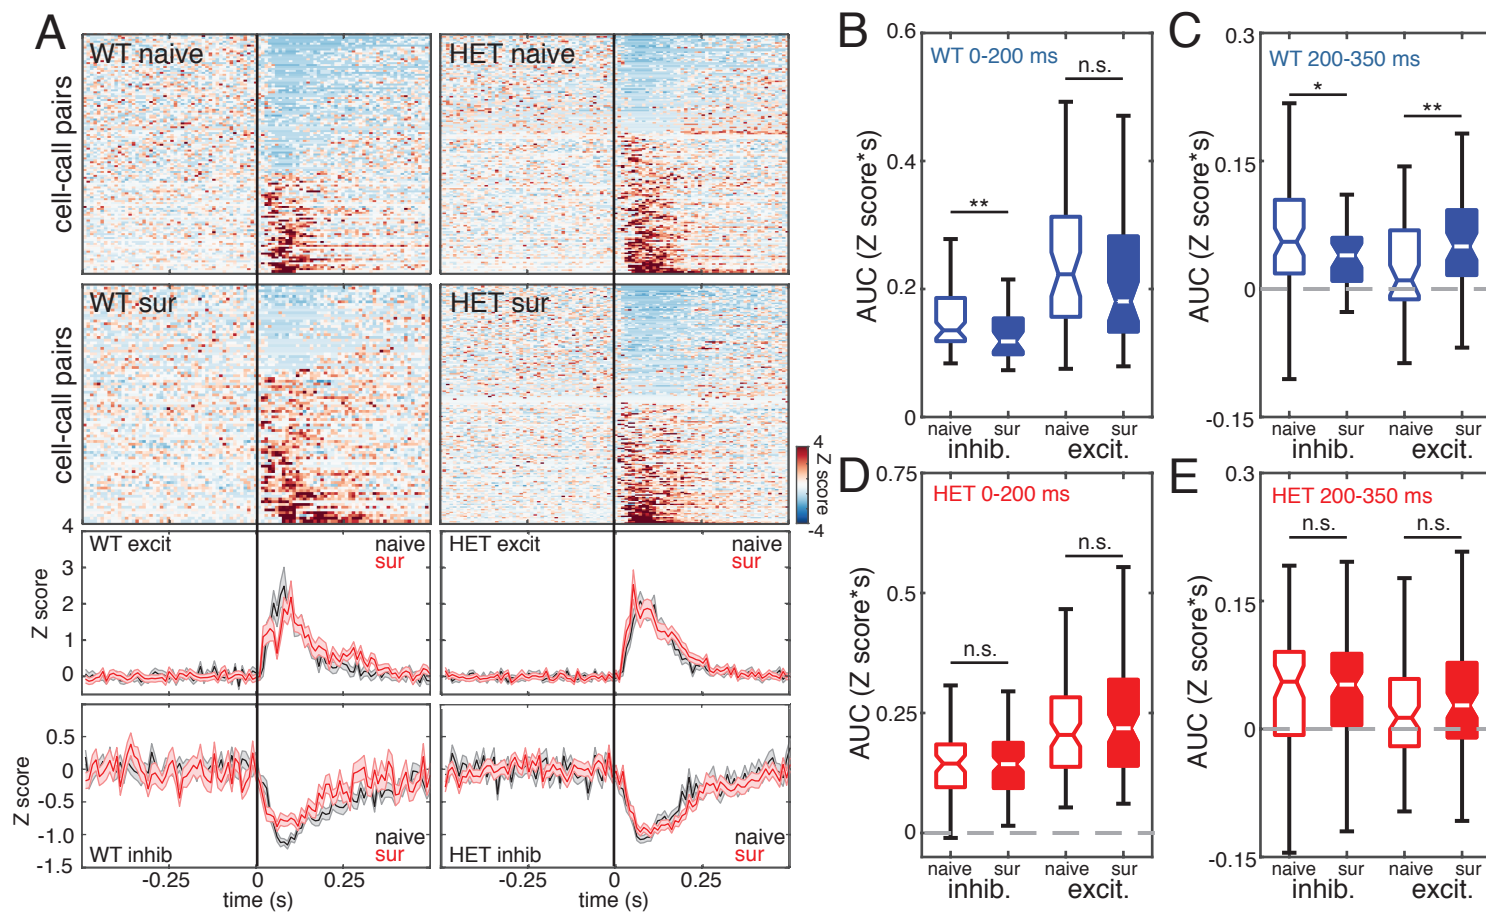 A
WT naive
HET naive
cell-call pairs
WT sur
HET sur
cell-call pairs
4
Z score
-4
4
3
2
1
0
Z score
WT excit
naive
sur
HET excit
naive
sur
0.5
0
-0.5
-1.0
-1.5
Z score
WT inhib
naive
sur
HET inhib
naive
sur
-0.25
0
0.25
time (s)
-0.25
0
0.25
time (s)
B
0.6
0.4
0.2
0
AUC (Z score*s)
WT 0-200 ms
**
n.s.
naive
sur
naive
sur
inhib.
excit.
C
0.3
0.15
0
-0.15
AUC (Z score*s)
WT 200-350 ms
*
**
naive
sur
naive
sur
inhib.
excit.
D
0.75
0.5
0.25
0
AUC (Z score*s)
HET 0-200 ms
n.s.
n.s.
naive
sur
naive
sur
inhib.
excit.
E
0.3
0.15
0
-0.15
AUC (Z score*s)
HET 200-350 ms
n.s.
n.s.
naive
sur
naive
sur
inhib.
excit.